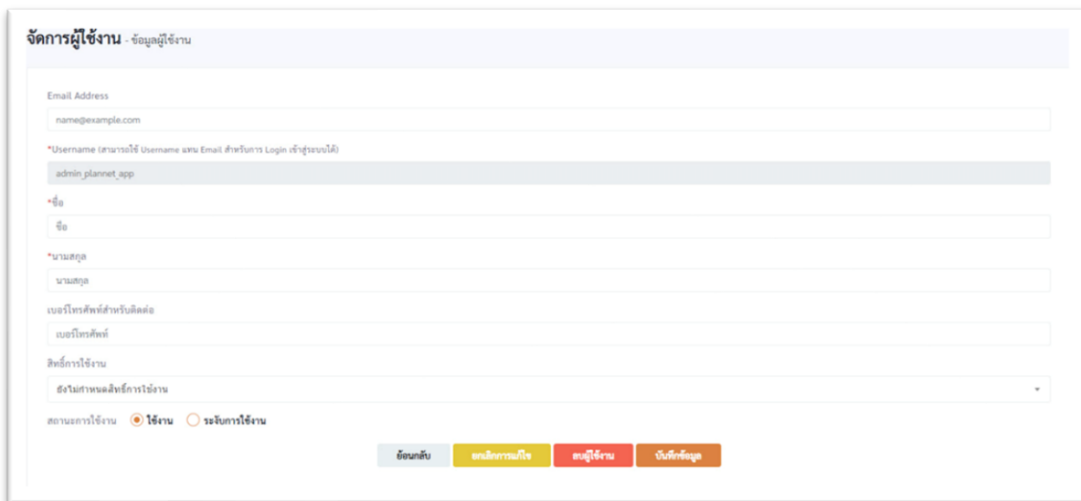 จัดการผู้ใช้งาน - ข้อมูลผู้ใช้งาน
Email Address
name@example.com
*Username (สามารถใช้ Username แทน Email สำหรับการ Login เข้าสู่ระบบได้)
admin_plannet_app
*ชื่อ
ชื่อ
*นามสกุล
นามสกุล
เบอร์โทรศัพท์สำหรับติดต่อ
เบอร์โทรศัพท์
สิทธิ์การใช้งาน
ยังไม่กำหนดสิทธิ์การใช้งาน
สถานะการใช้งาน ใช้งาน ระงับการใช้งาน
ย้อนกลับ ยกเลิกการแก้ไข ลบผู้ใช้งาน บันทึกข้อมูล